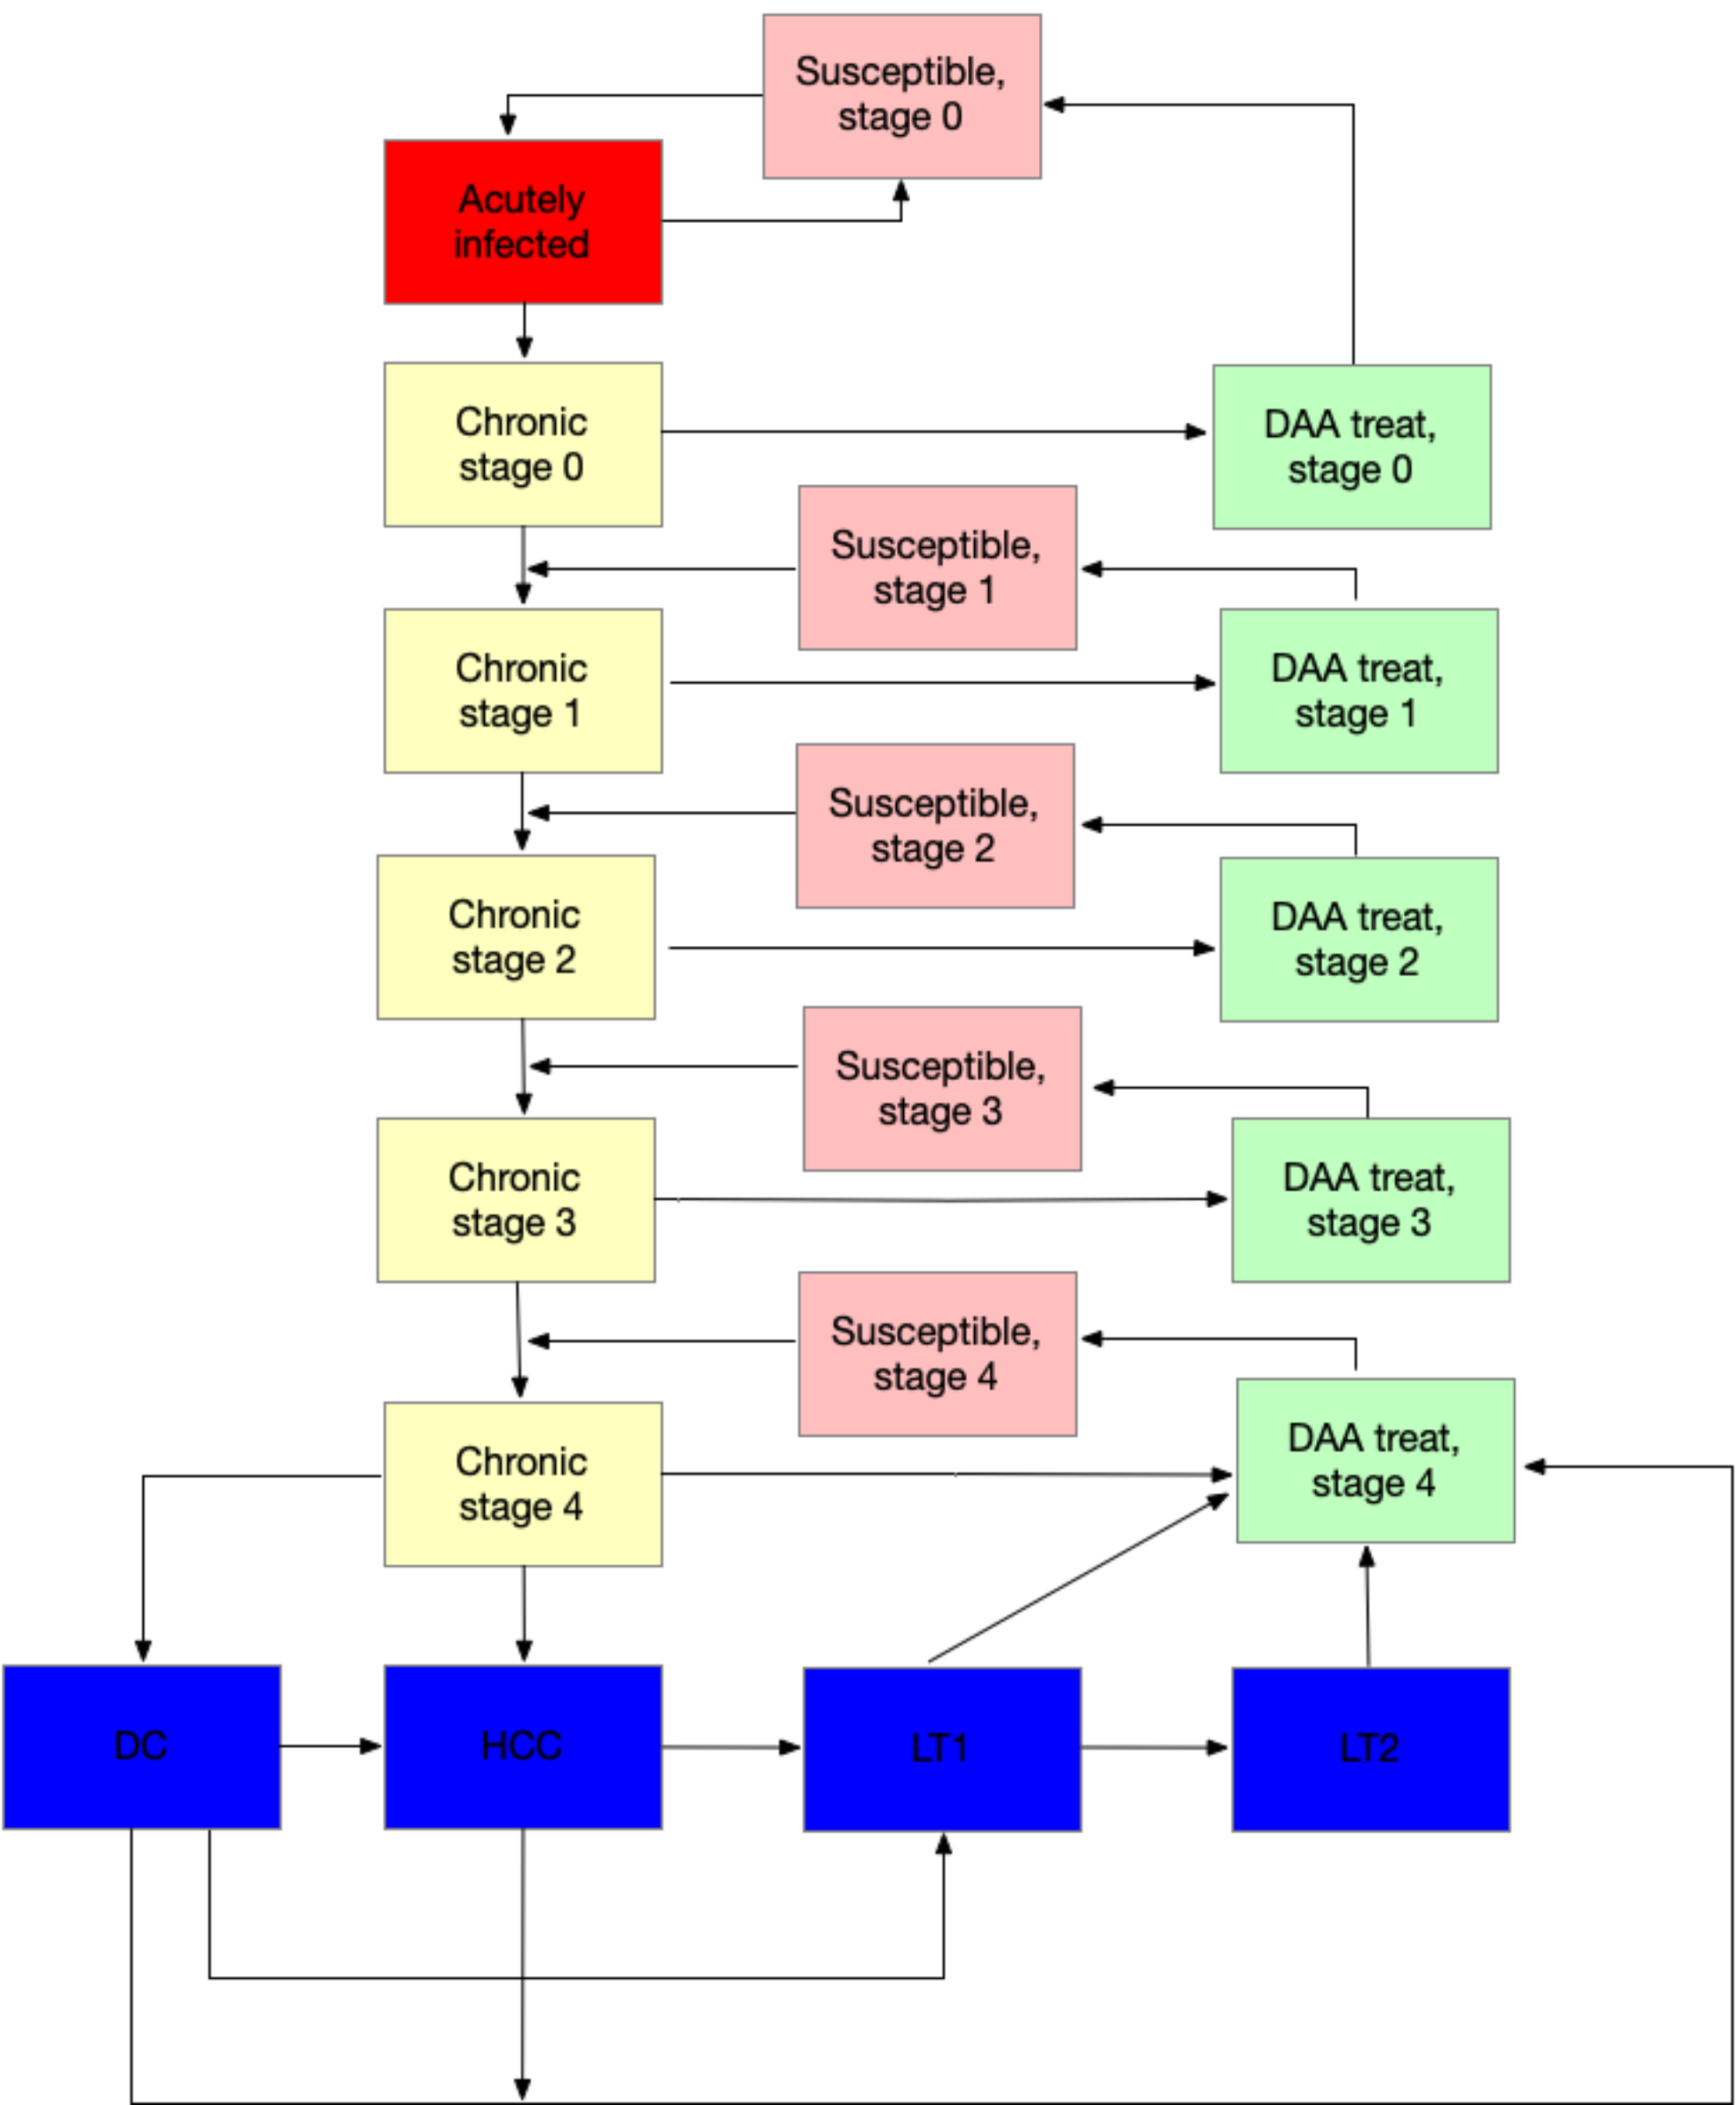 Susceptible,
stage 0
Acutely
infected
Chronic
stage 0
DAA treat,
stage 0
Susceptible,
stage 1
Chronic
stage 1
DAA treat,
stage 1
Susceptible,
stage 2
Chronic
stage 2
DAA treat,
stage 2
Susceptible,
stage 3
Chronic
stage 3
DAA treat,
stage 3
Susceptible,
stage 4
Chronic
stage 4
DAA treat,
stage 4
DC
HCC
LT1
LT2